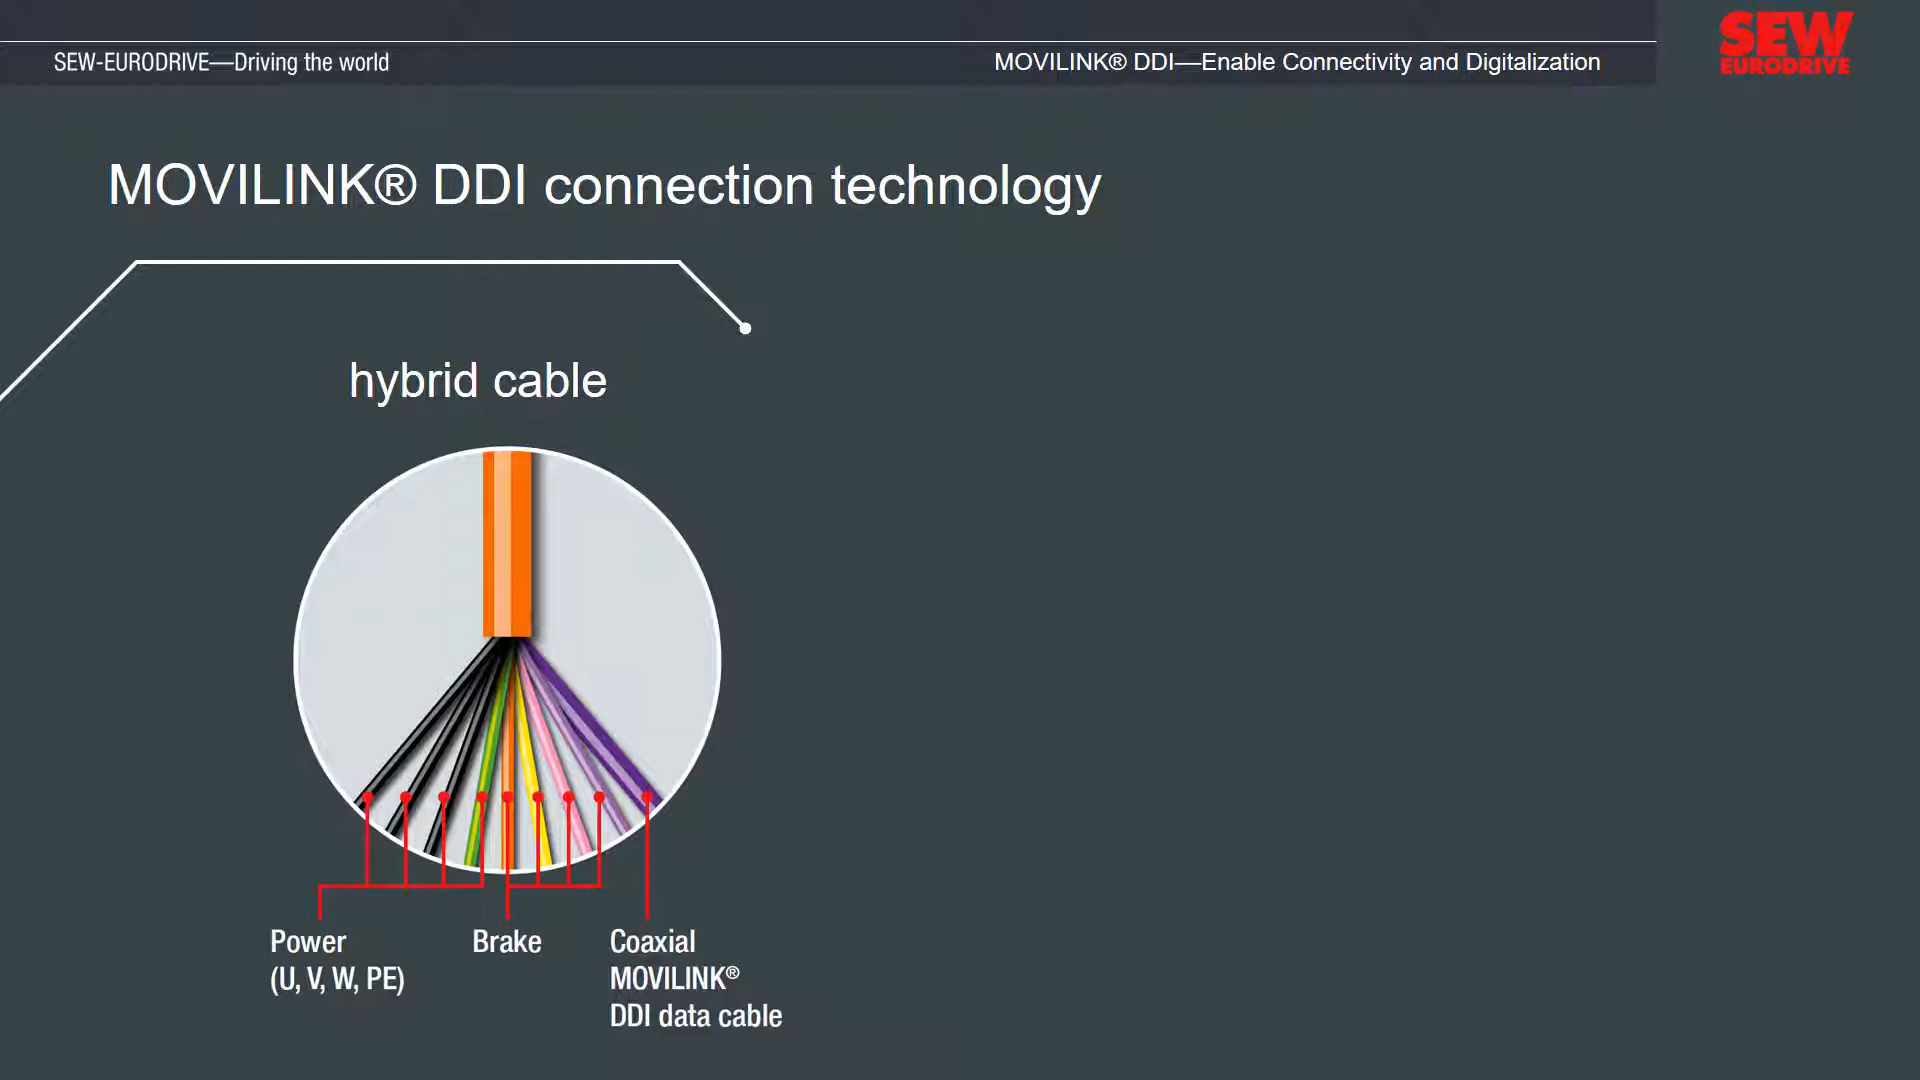 SEW-EURODRIVE—Driving the world
MOVILINK® DDI—Enable Connectivity and Digitalization
SEW
EURODRIVE
MOVILINK® DDI connection technology
hybrid cable
Power
(U, V, W, PE)
Brake
Coaxial
MOVILINK®
DDI data cable